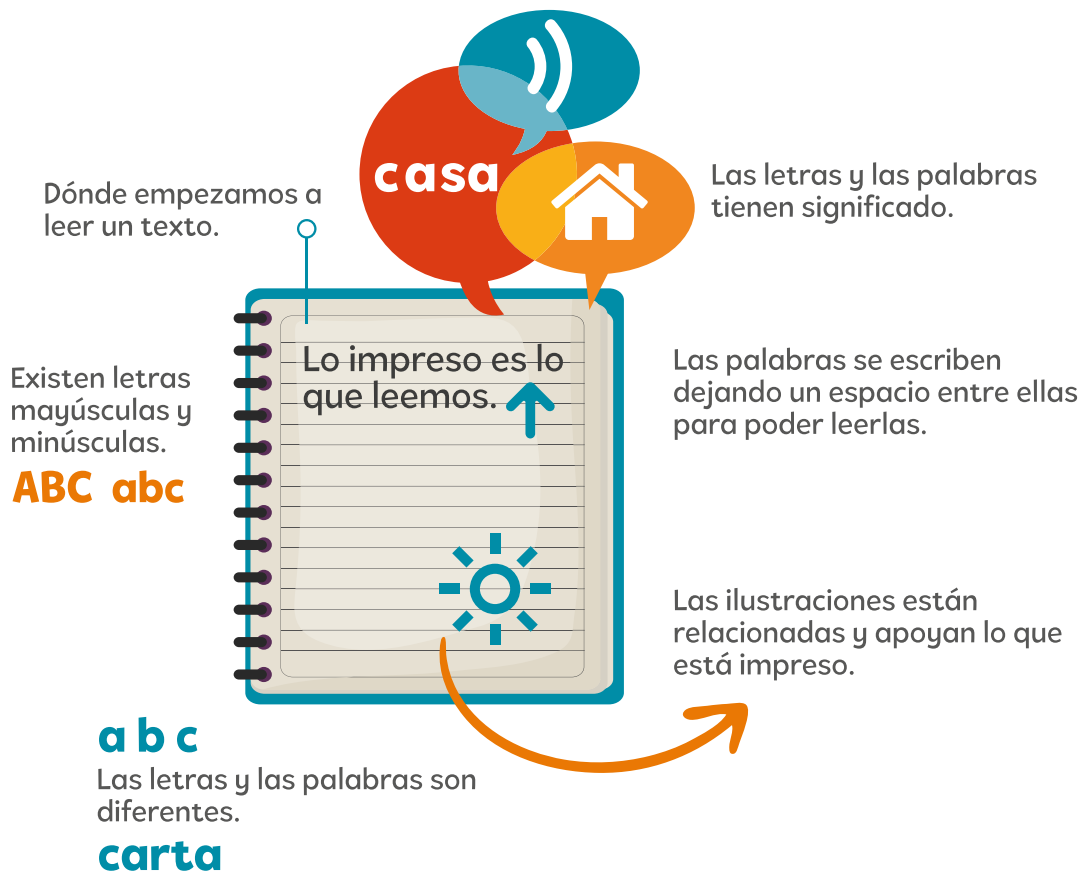 casa
Dónde empezamos a
leer un texto.
Las letras y las palabras
tienen significado.
Lo impreso es lo
que leemos.
Existen letras
mayúsculas y
minúsculas.
ABC abc
Las palabras se escriben
dejando un espacio entre ellas
para poder leerlas.
Las ilustraciones están
relacionadas y apoyan lo que
está impreso.
a b c
Las letras y las palabras son
diferentes.
carta